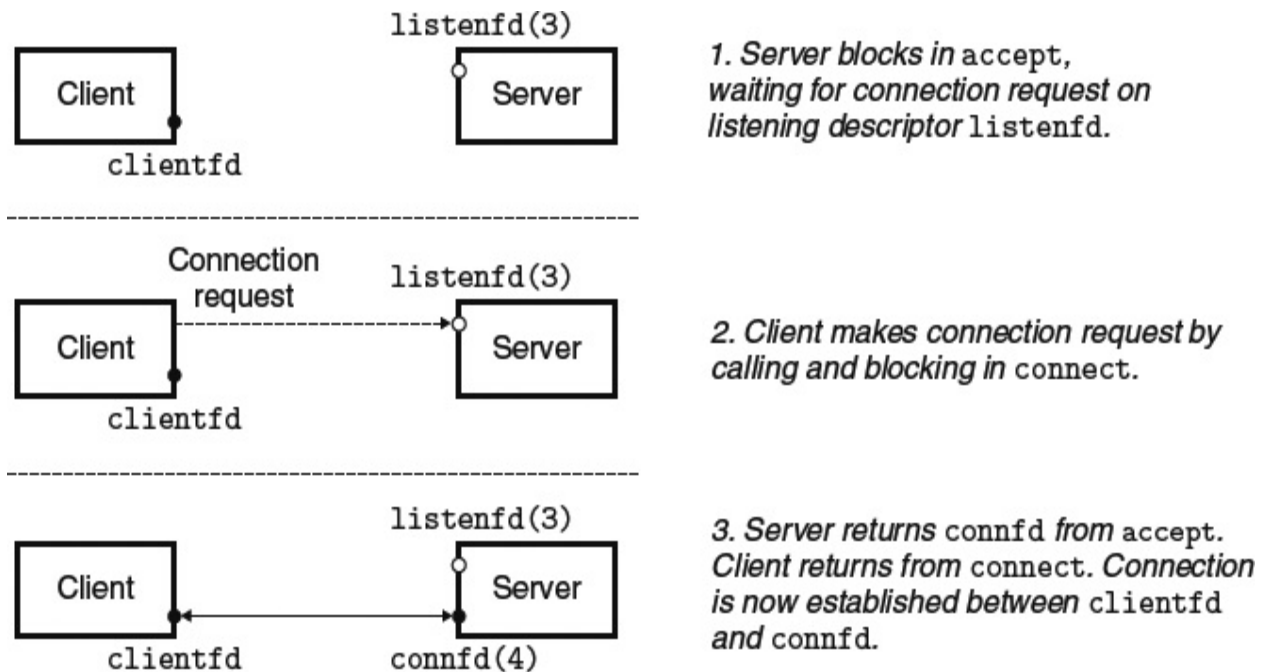 listenfd(3)
Client
Server
clientfd
1. Server blocks in accept,
waiting for connection request on
listening descriptor listenfd.
Connection
request
listenfd(3)
Client
Server
clientfd
2. Client makes connection request by
calling and blocking in connect.
listenfd(3)
Client
Server
clientfd
connfd(4)
3. Server returns connfd from accept.
Client returns from connect. Connection
is now established between clientfd
and connfd.